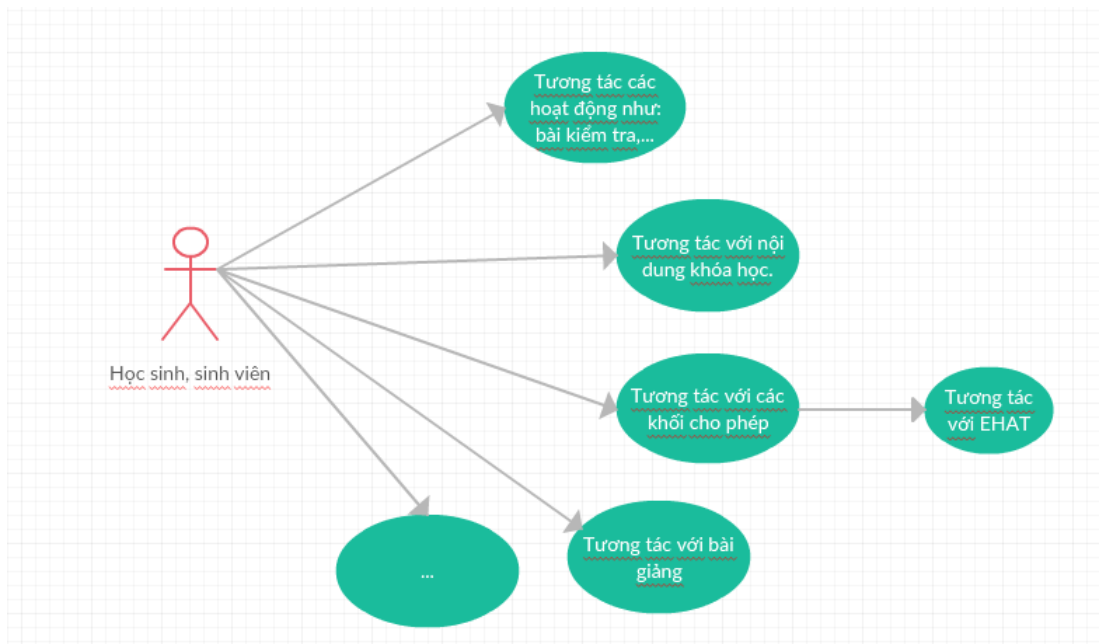 Tương tác các
hoạt động như:
bài kiểm tra,...
Tương tác với nội
dung khóa học.
Học sinh, sinh viên
Tương tác với các
khối cho phép
Tương tác
với EHAT
Tương tác với bài
giảng
...